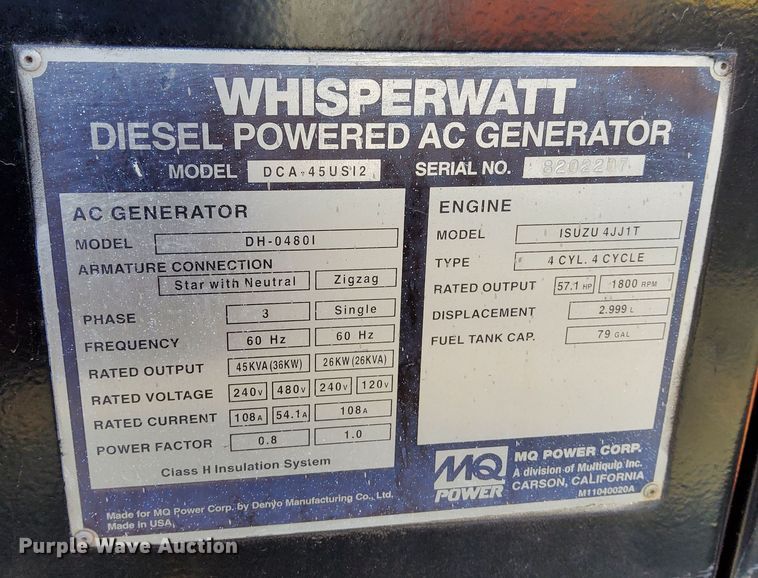 WHISPERWATT
DIESEL POWERED AC GENERATOR
MODEL DCA-45USI2 SERIAL NO. 8202207
AC GENERATOR
MODEL DH-0480I
ARMATURE CONNECTION
Star with Neutral Zigzag
PHASE 3 Single
FREQUENCY 60 Hz 60 Hz
RATED OUTPUT 45KVA(36KW) 26KW(26KVA)
RATED VOLTAGE 240V 480V 240V 120V
RATED CURRENT 108A 54.1A 108A
POWER FACTOR 0.8 1.0
Class H Insulation System
ENGINE
MODEL ISUZU 4JJ1T
TYPE 4 CYL. 4 CYCLE
RATED OUTPUT 57.1 HP 1800 RPM
DISPLACEMENT 2.999 L
FUEL TANK CAP. 79 GAL
MQ POWER
MQ POWER CORP.
A division of Multiquip Inc.
CARSON, CALIFORNIA
M11040020A
Made for MQ Power Corp. by Denyo Manufacturing Co., Ltd.
Made in USA
Purple Wave Auction